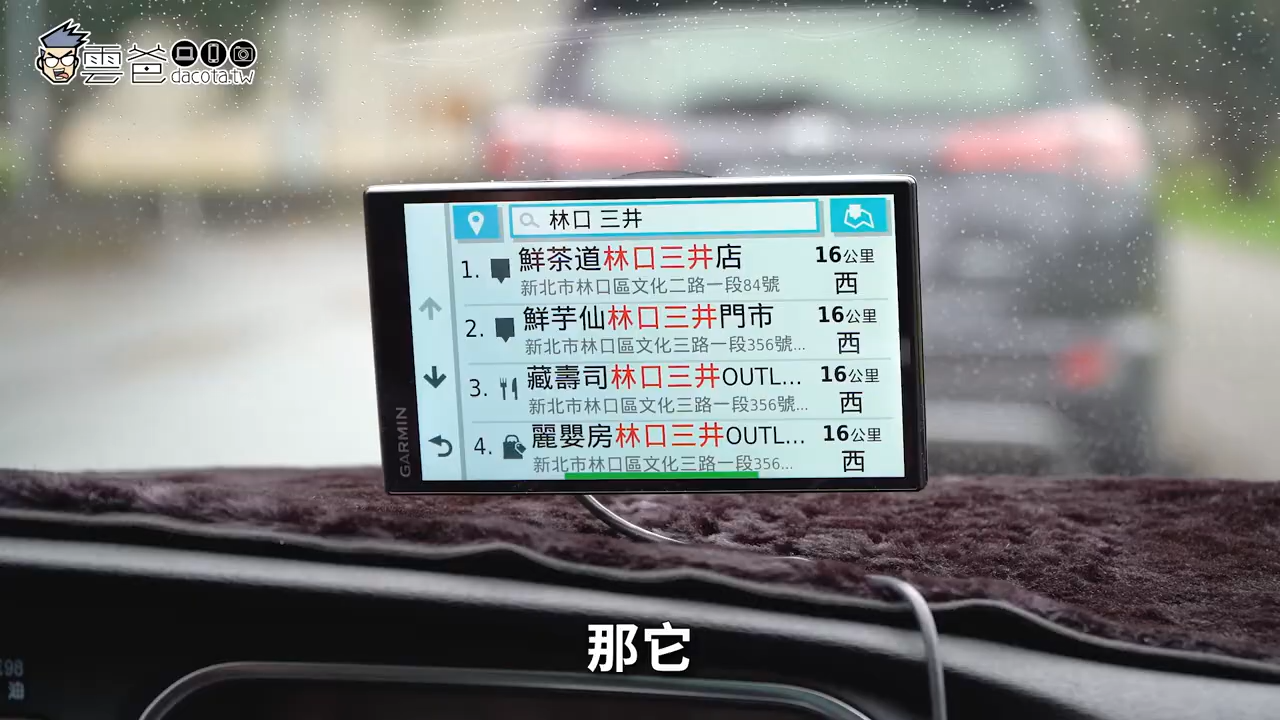 雲爸
dacota.tw
林口 三井
1. 鮮茶道林口三井店 16公里
新北市林口區文化二路一段84號 西
2. 鮮芋仙林口三井門市 16公里
新北市林口區文化三路一段356號... 西
3. 藏壽司林口三井OUTL... 16公里
新北市林口區文化三路一段356號... 西
4. 麗嬰房林口三井OUTL... 16公里
新北市林口區文化三路一段356... 西
GARMIN
那它
98
油